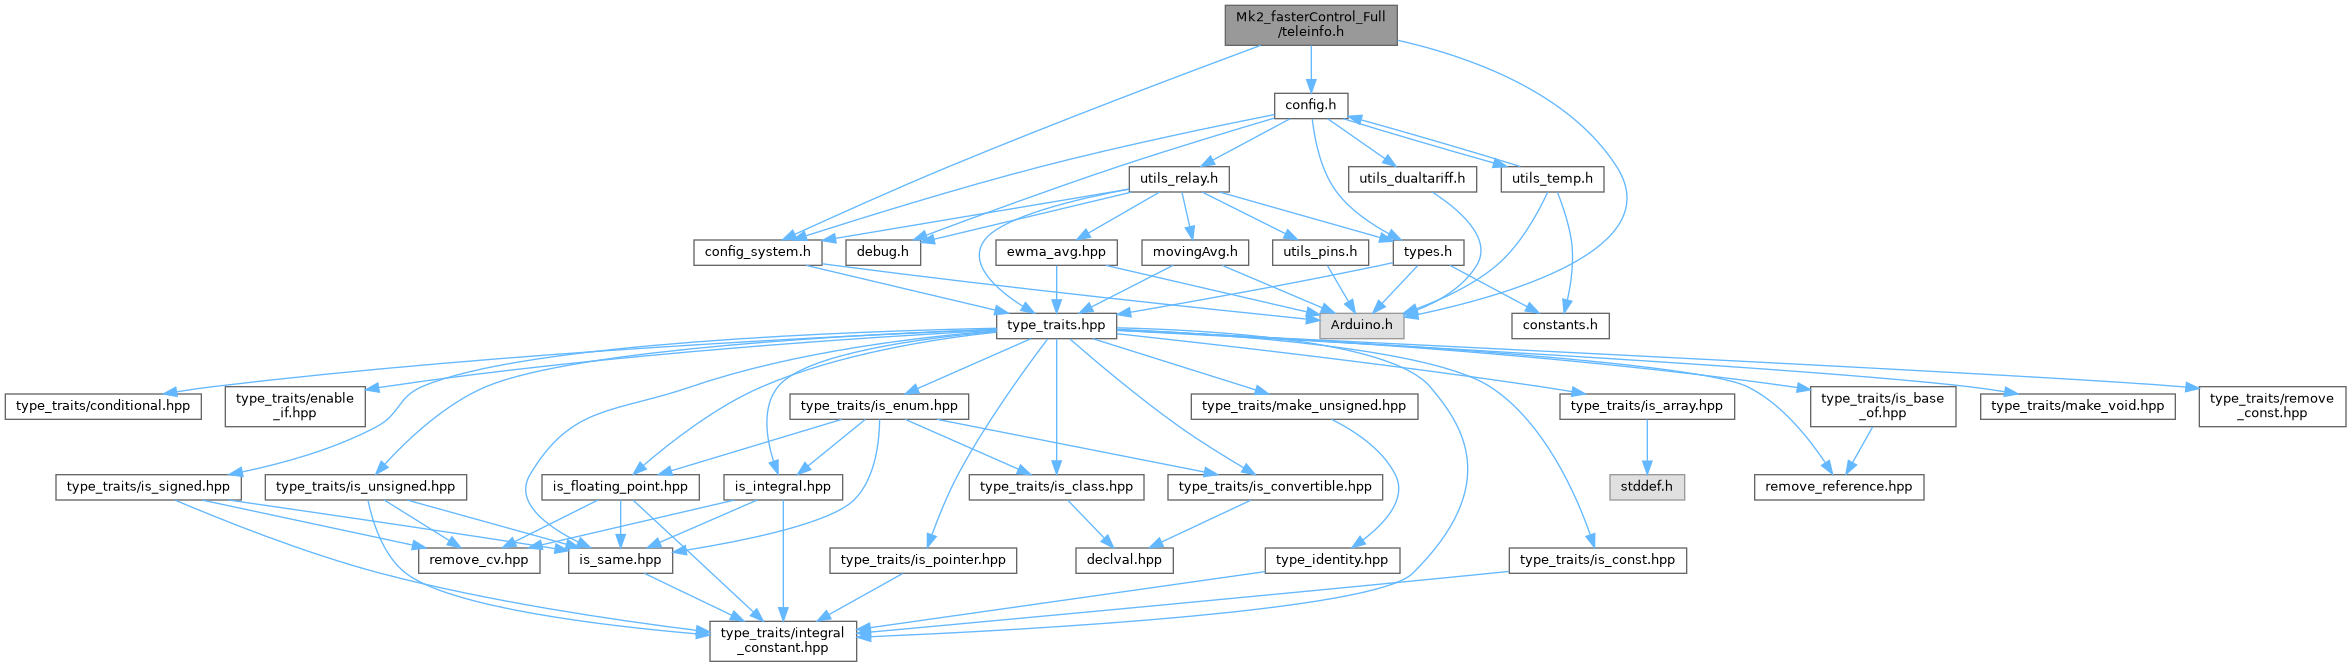 Mk2_fasterControl_Full
/teleinfo.h
config.h
utils_relay.h
utils_dualtariff.h
utils_temp.h
config_system.h
debug.h
ewma_avg.hpp
movingAvg.h
utils_pins.h
types.h
type_traits.hpp
Arduino.h
constants.h
type_traits/conditional.hpp
type_traits/enable
_if.hpp
type_traits/is_enum.hpp
type_traits/make_unsigned.hpp
type_traits/is_array.hpp
type_traits/is_base
_of.hpp
type_traits/make_void.hpp
type_traits/remove
_const.hpp
type_traits/is_signed.hpp
type_traits/is_unsigned.hpp
is_floating_point.hpp
is_integral.hpp
type_traits/is_class.hpp
type_traits/is_convertible.hpp
stddef.h
remove_reference.hpp
remove_cv.hpp
is_same.hpp
type_traits/is_pointer.hpp
declval.hpp
type_identity.hpp
type_traits/is_const.hpp
type_traits/integral
_constant.hpp